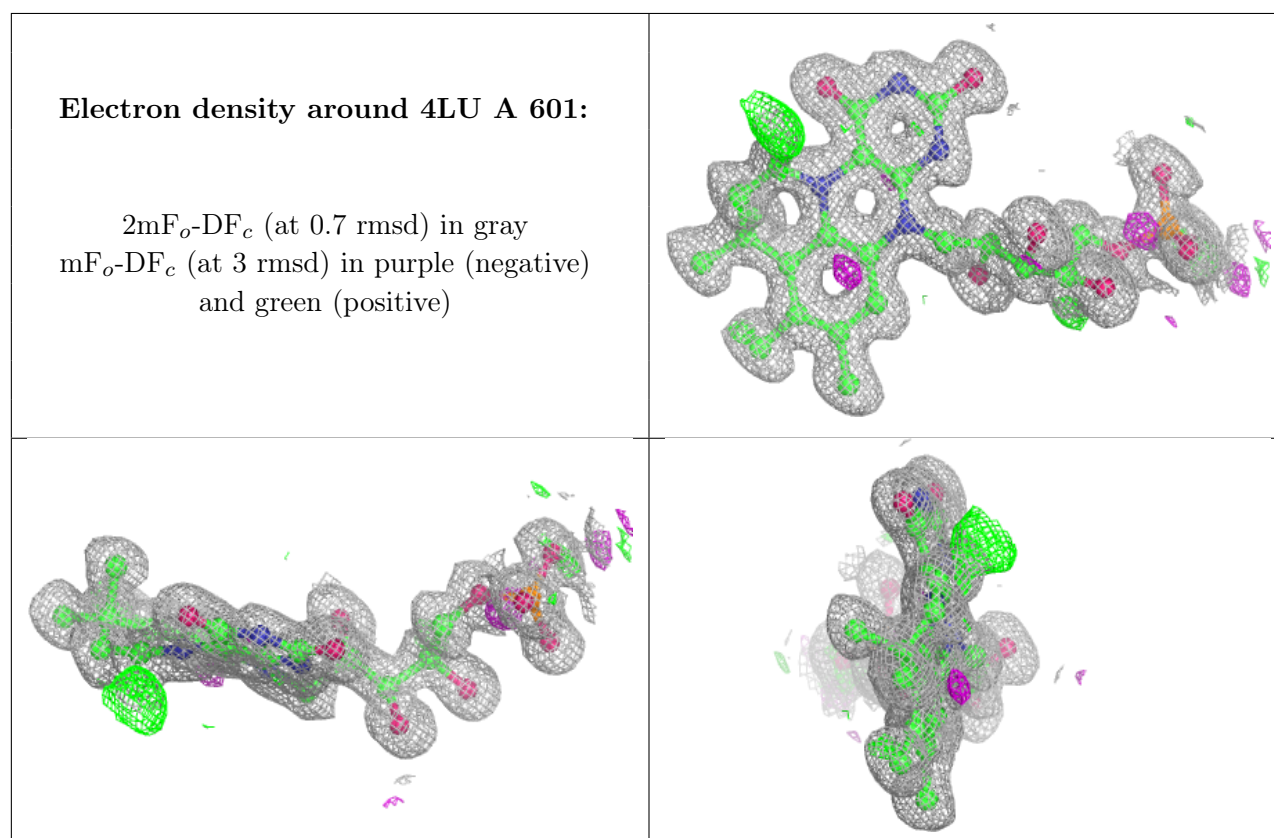 Electron density around 4LU A 601:
2mFo-DFc (at 0.7 rmsd) in gray
mFo-DFc (at 3 rmsd) in purple (negative)
and green (positive)